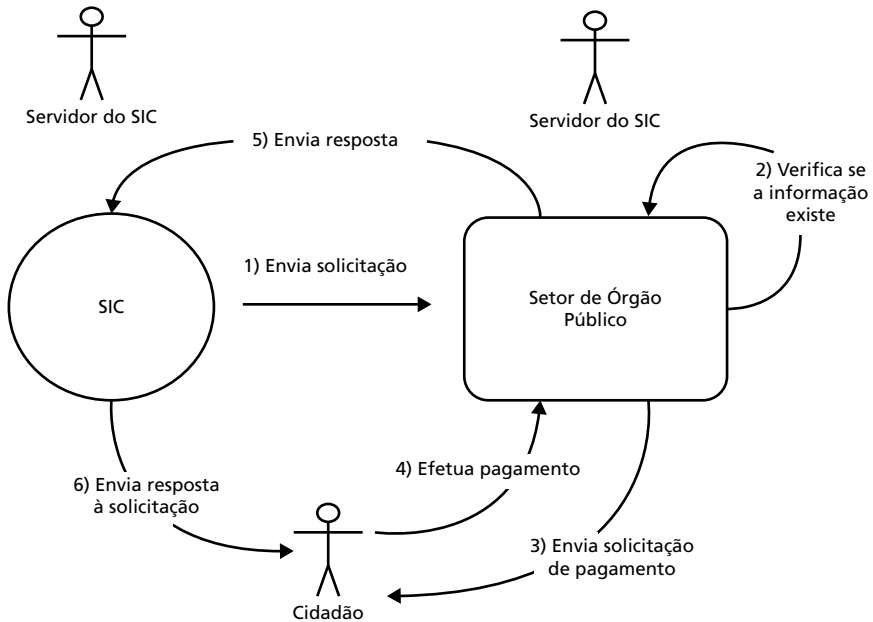 Servidor do SIC
Servidor do SIC
5) Envia resposta
2) Verifica se
a informação
existe
1) Envia solicitação
SIC
Setor de Órgão
Público
4) Efetua pagamento
6) Envia resposta
à solicitação
3) Envia solicitação
de pagamento
Cidadão